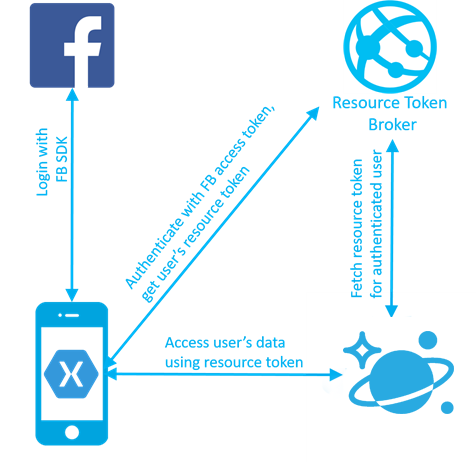 f
Resource Token
Broker
Login with
FB SDK
Authenticate with FB access token,
get user's resource token
Fetch resource token
for authenticated user
Access user's data
using resource token
X